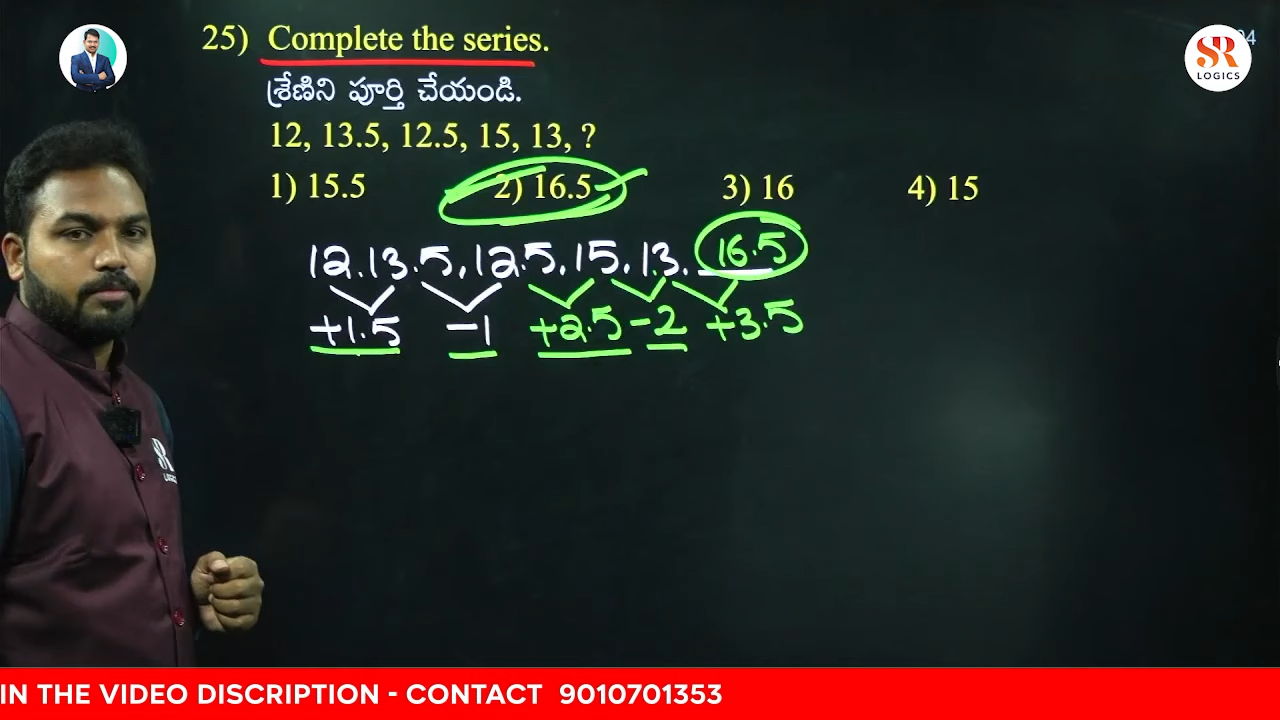 25) Complete the series.
శ్రేణిని పూర్తి చేయండి.
12, 13.5, 12.5, 15, 13, ?
1) 15.5 2) 16.5 3) 16 4) 15
12.13.5,12.5,15,13. 16.5
+1.5 -1 +2.5 -2 +3.5
SR
LOGICS
SR
IN THE VIDEO DISCRIPTION - CONTACT 9010701353